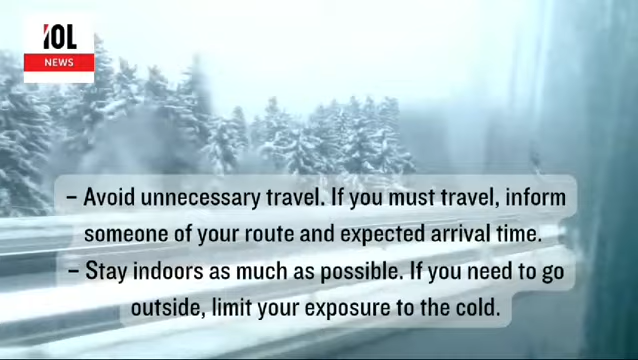 IOL
NEWS
– Avoid unnecessary travel. If you must travel, inform
someone of your route and expected arrival time.
– Stay indoors as much as possible. If you need to go
outside, limit your exposure to the cold.